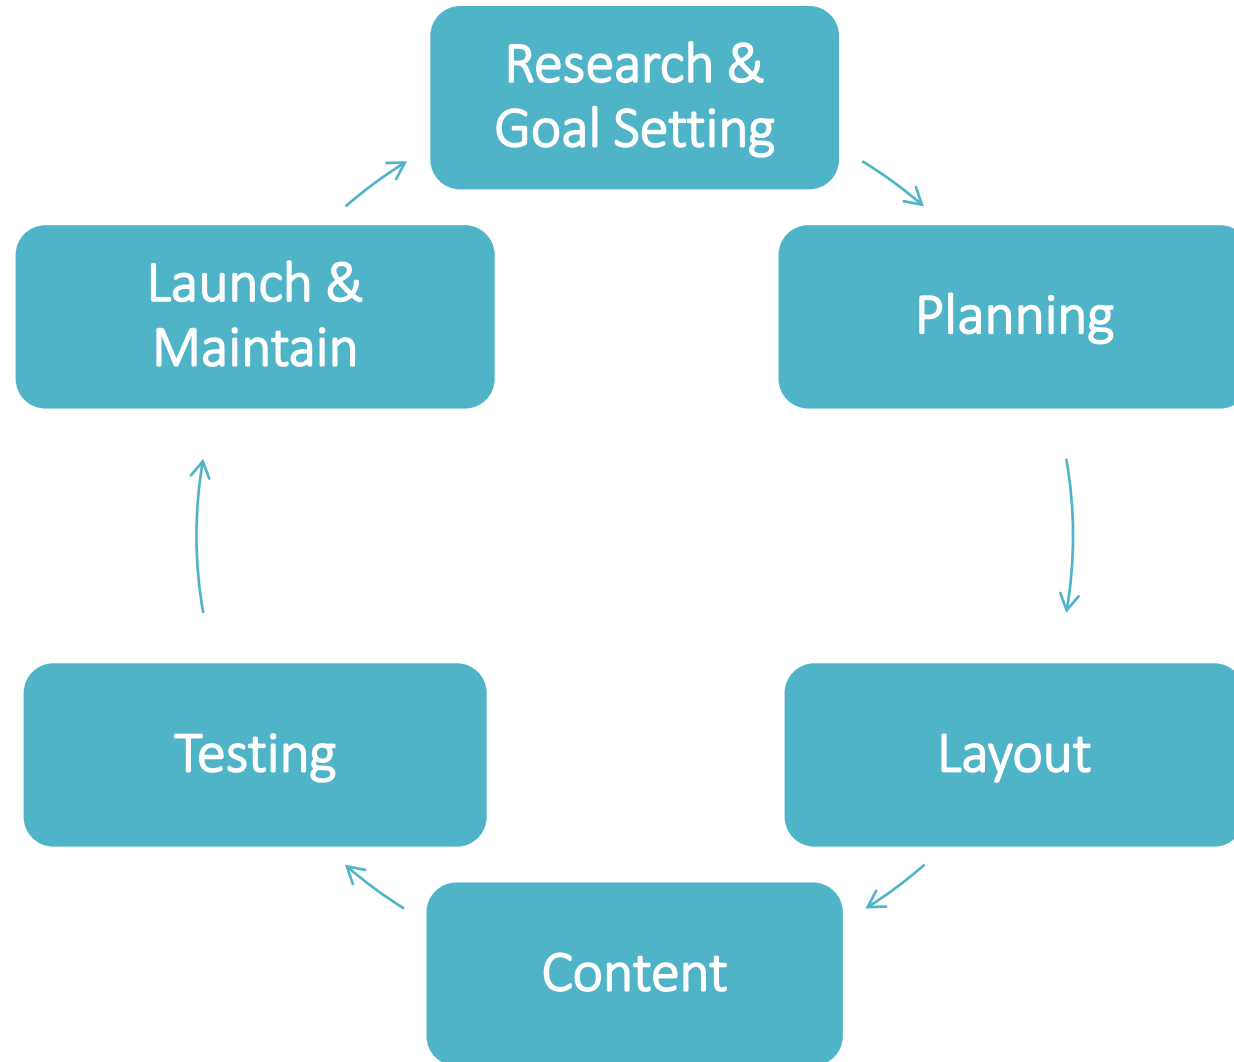 Research &
Goal Setting
Planning
Layout
Content
Testing
Launch &
Maintain